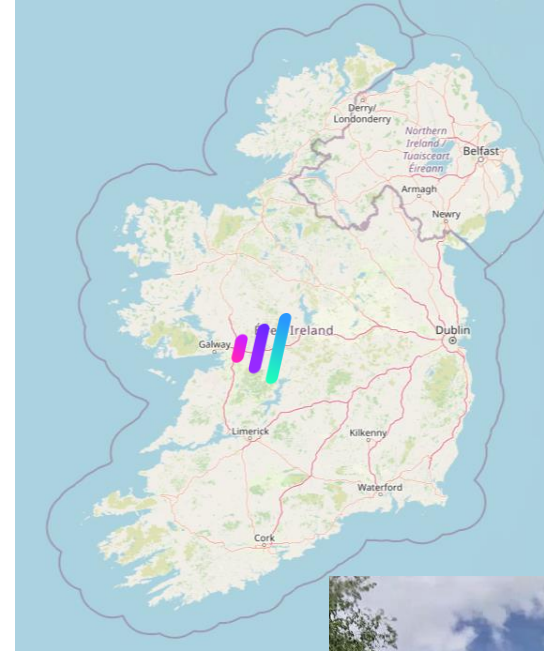 Derry/
Londonderry
Northern
Ireland /
Tuaisceart
Éireann
Belfast
Armagh
Newry
Ireland
Dublin
Galway
Limerick
Kilkenny
Waterford
Cork